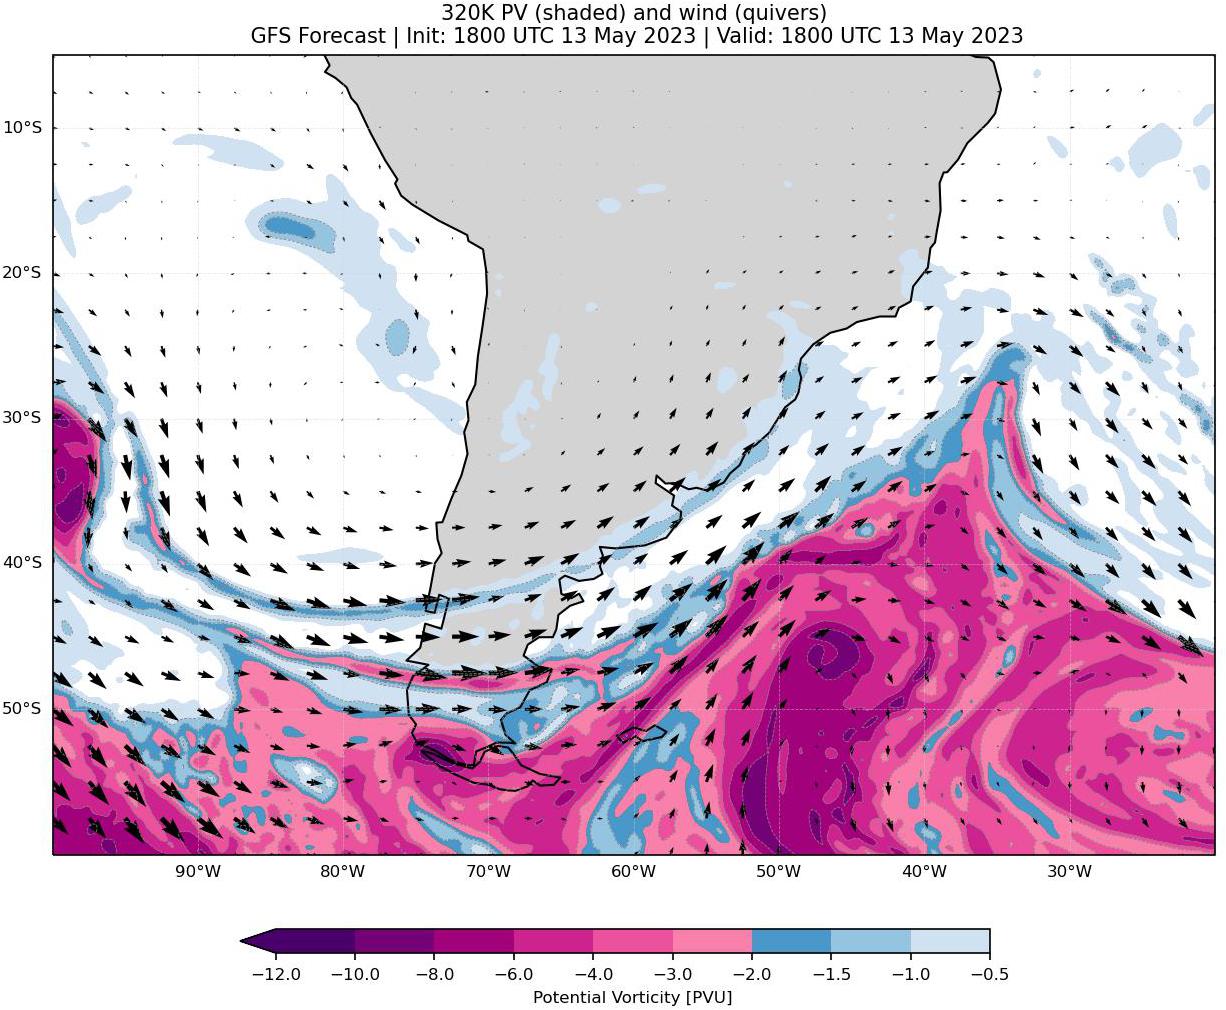 320K PV (shaded) and wind (quivers)
GFS Forecast | Init: 1800 UTC 13 May 2023 | Valid: 1800 UTC 13 May 2023
10°S
20°S
30°S
40°S
50°S
90°W 80°W 70°W 60°W 50°W 40°W 30°W
−12.0 −10.0 −8.0 −6.0 −4.0 −3.0 −2.0 −1.5 −1.0 −0.5
Potential Vorticity [PVU]